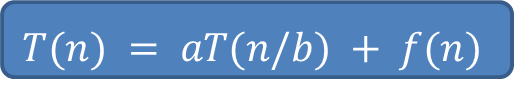 T(n) = aT(n/b) + f(n)